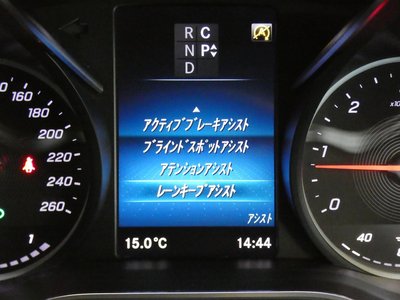 R C
N P
D
アクティブブレーキアシスト
ブラインドスポットアシスト
アテンションアシスト
レーンキープアシスト
アシスト
15.0°C 14:44
160
180
200
220
240
260
1
2
1
0
40